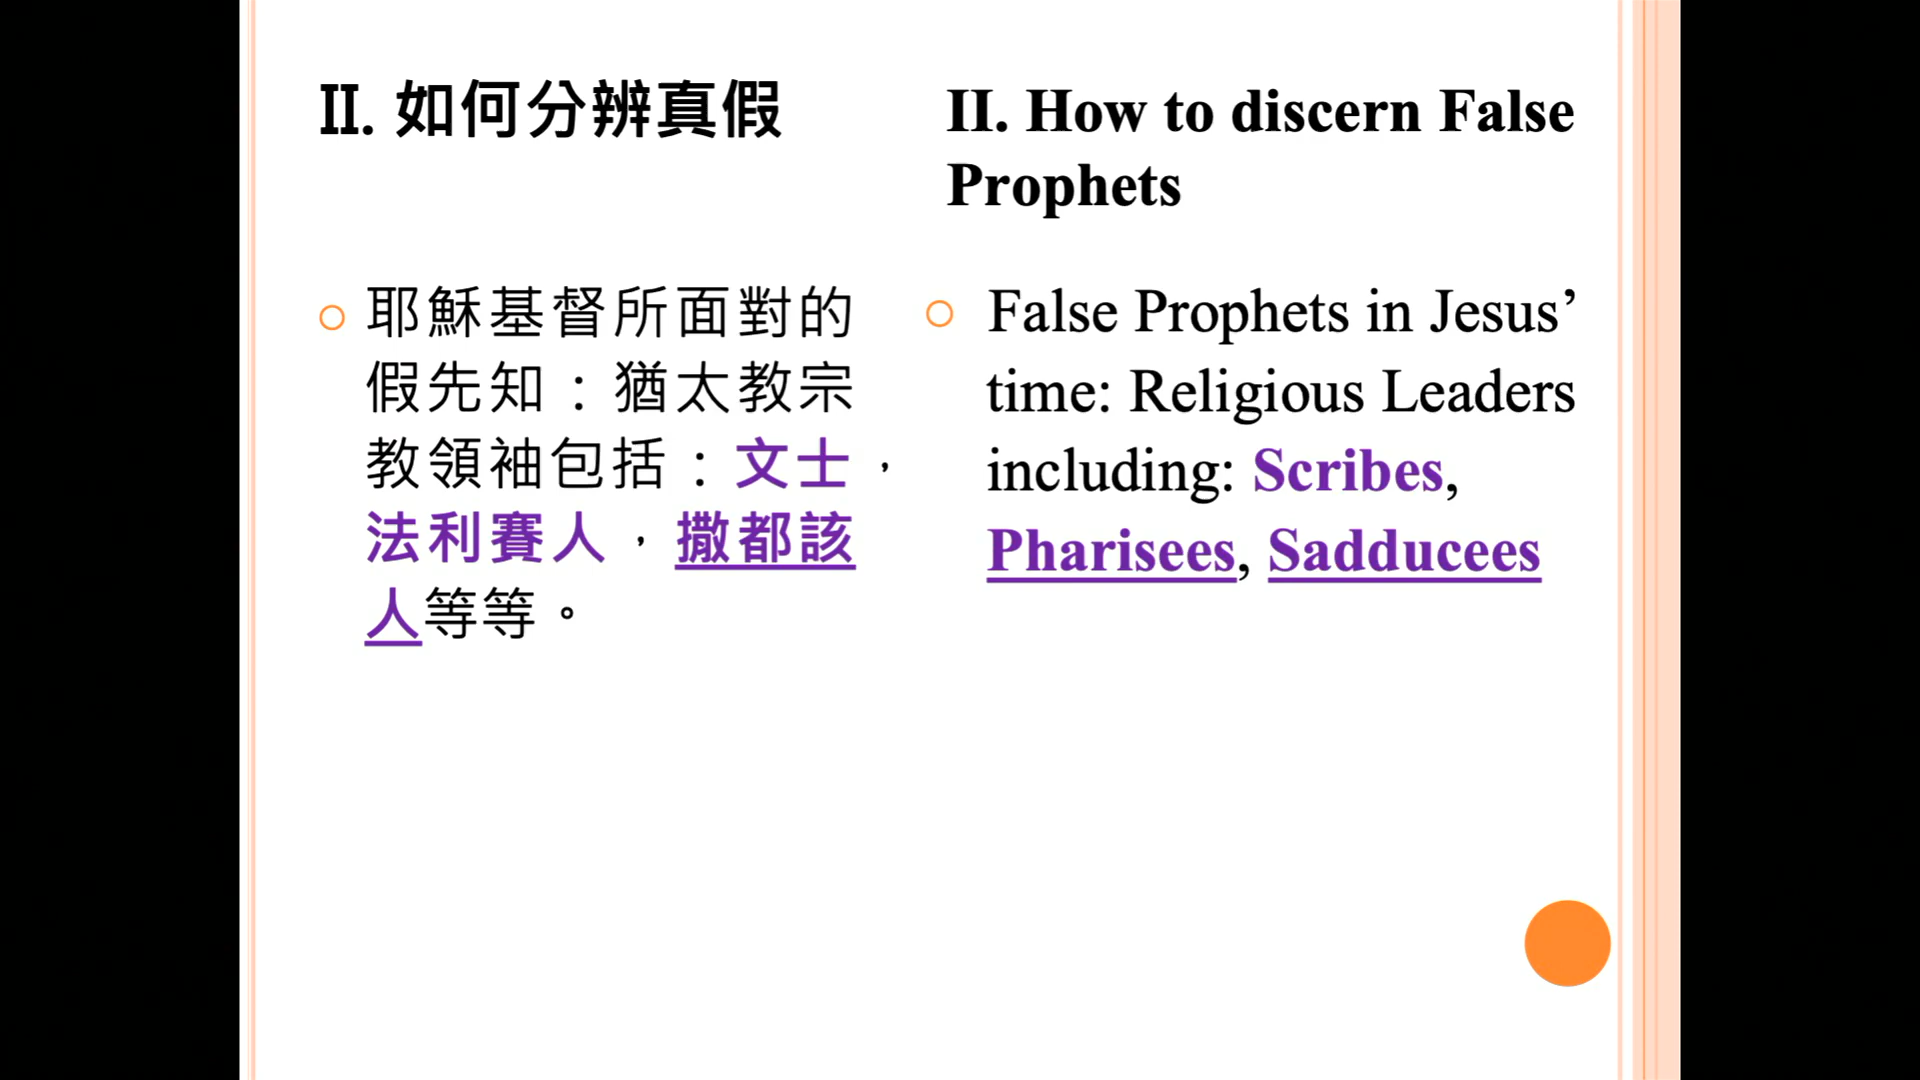 II. 如何分辨真假
II. How to discern False
Prophets
耶穌基督所面對的
假先知：猶太教宗
教領袖包括：文士，
法利賽人，撒都該
人等等。
False Prophets in Jesus’
time: Religious Leaders
including: Scribes,
Pharisees, Sadducees